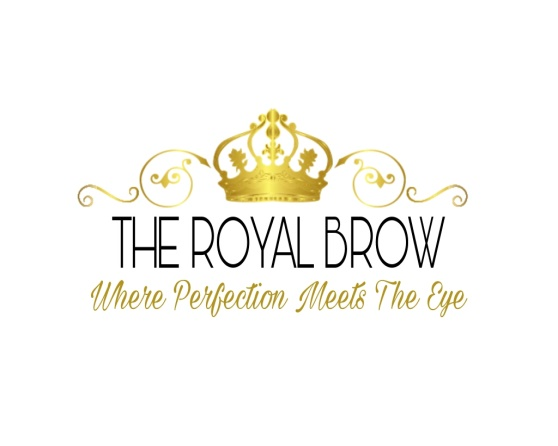 THE ROYAL BROW
Where Perfection Meets The Eye